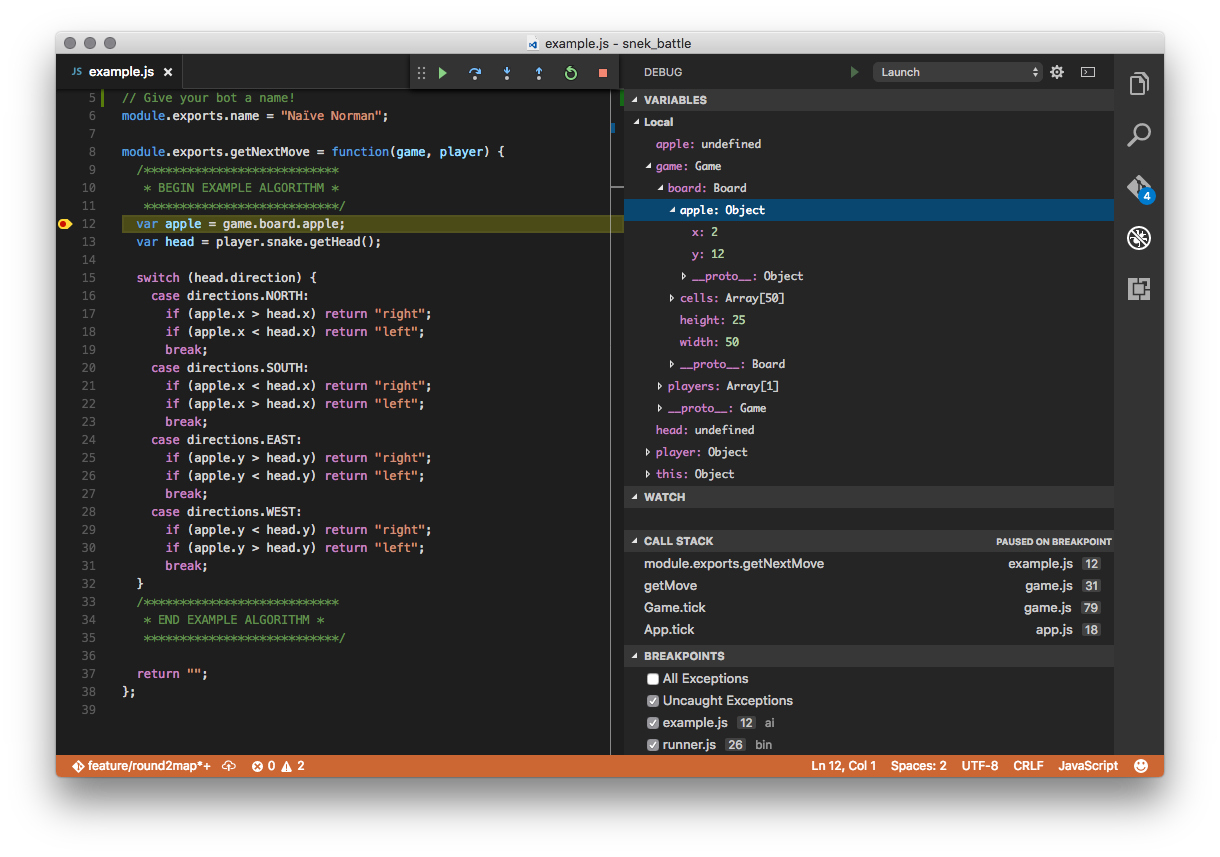 example.js - snek_battle
JS example.js ×
5 // Give your bot a name!
6 module.exports.name = "Naïve Norman";
7
8 module.exports.getNextMove = function(game, player) {
9 /***************************
10 * BEGIN EXAMPLE ALGORITHM *
11 ***************************/
12 var apple = game.board.apple;
13 var head = player.snake.getHead();
14
15 switch (head.direction) {
16 case directions.NORTH:
17 if (apple.x > head.x) return "right";
18 if (apple.x < head.x) return "left";
19 break;
20 case directions.SOUTH:
21 if (apple.x < head.x) return "right";
22 if (apple.x > head.x) return "left";
23 break;
24 case directions.EAST:
25 if (apple.y > head.y) return "right";
26 if (apple.y < head.y) return "left";
27 break;
28 case directions.WEST:
29 if (apple.y < head.y) return "right";
30 if (apple.y > head.y) return "left";
31 break;
32 }
33 /***************************
34 * END EXAMPLE ALGORITHM *
35 ***************************/
36
37 return "";
38 };
39
DEBUG Launch
VARIABLES
Local
apple: undefined
game: Game
board: Board
apple: Object
x: 2
y: 12
__proto__: Object
cells: Array[50]
height: 25
width: 50
__proto__: Board
players: Array[1]
__proto__: Game
head: undefined
player: Object
this: Object
WATCH
CALL STACK PAUSED ON BREAKPOINT
module.exports.getNextMove example.js 12
getMove game.js 31
Game.tick game.js 79
App.tick app.js 18
BREAKPOINTS
All Exceptions
Uncaught Exceptions
example.js 12 ai
runner.js 26 bin
4
feature/round2map*+ 0 2 Ln 12, Col 1 Spaces: 2 UTF-8 CRLF JavaScript